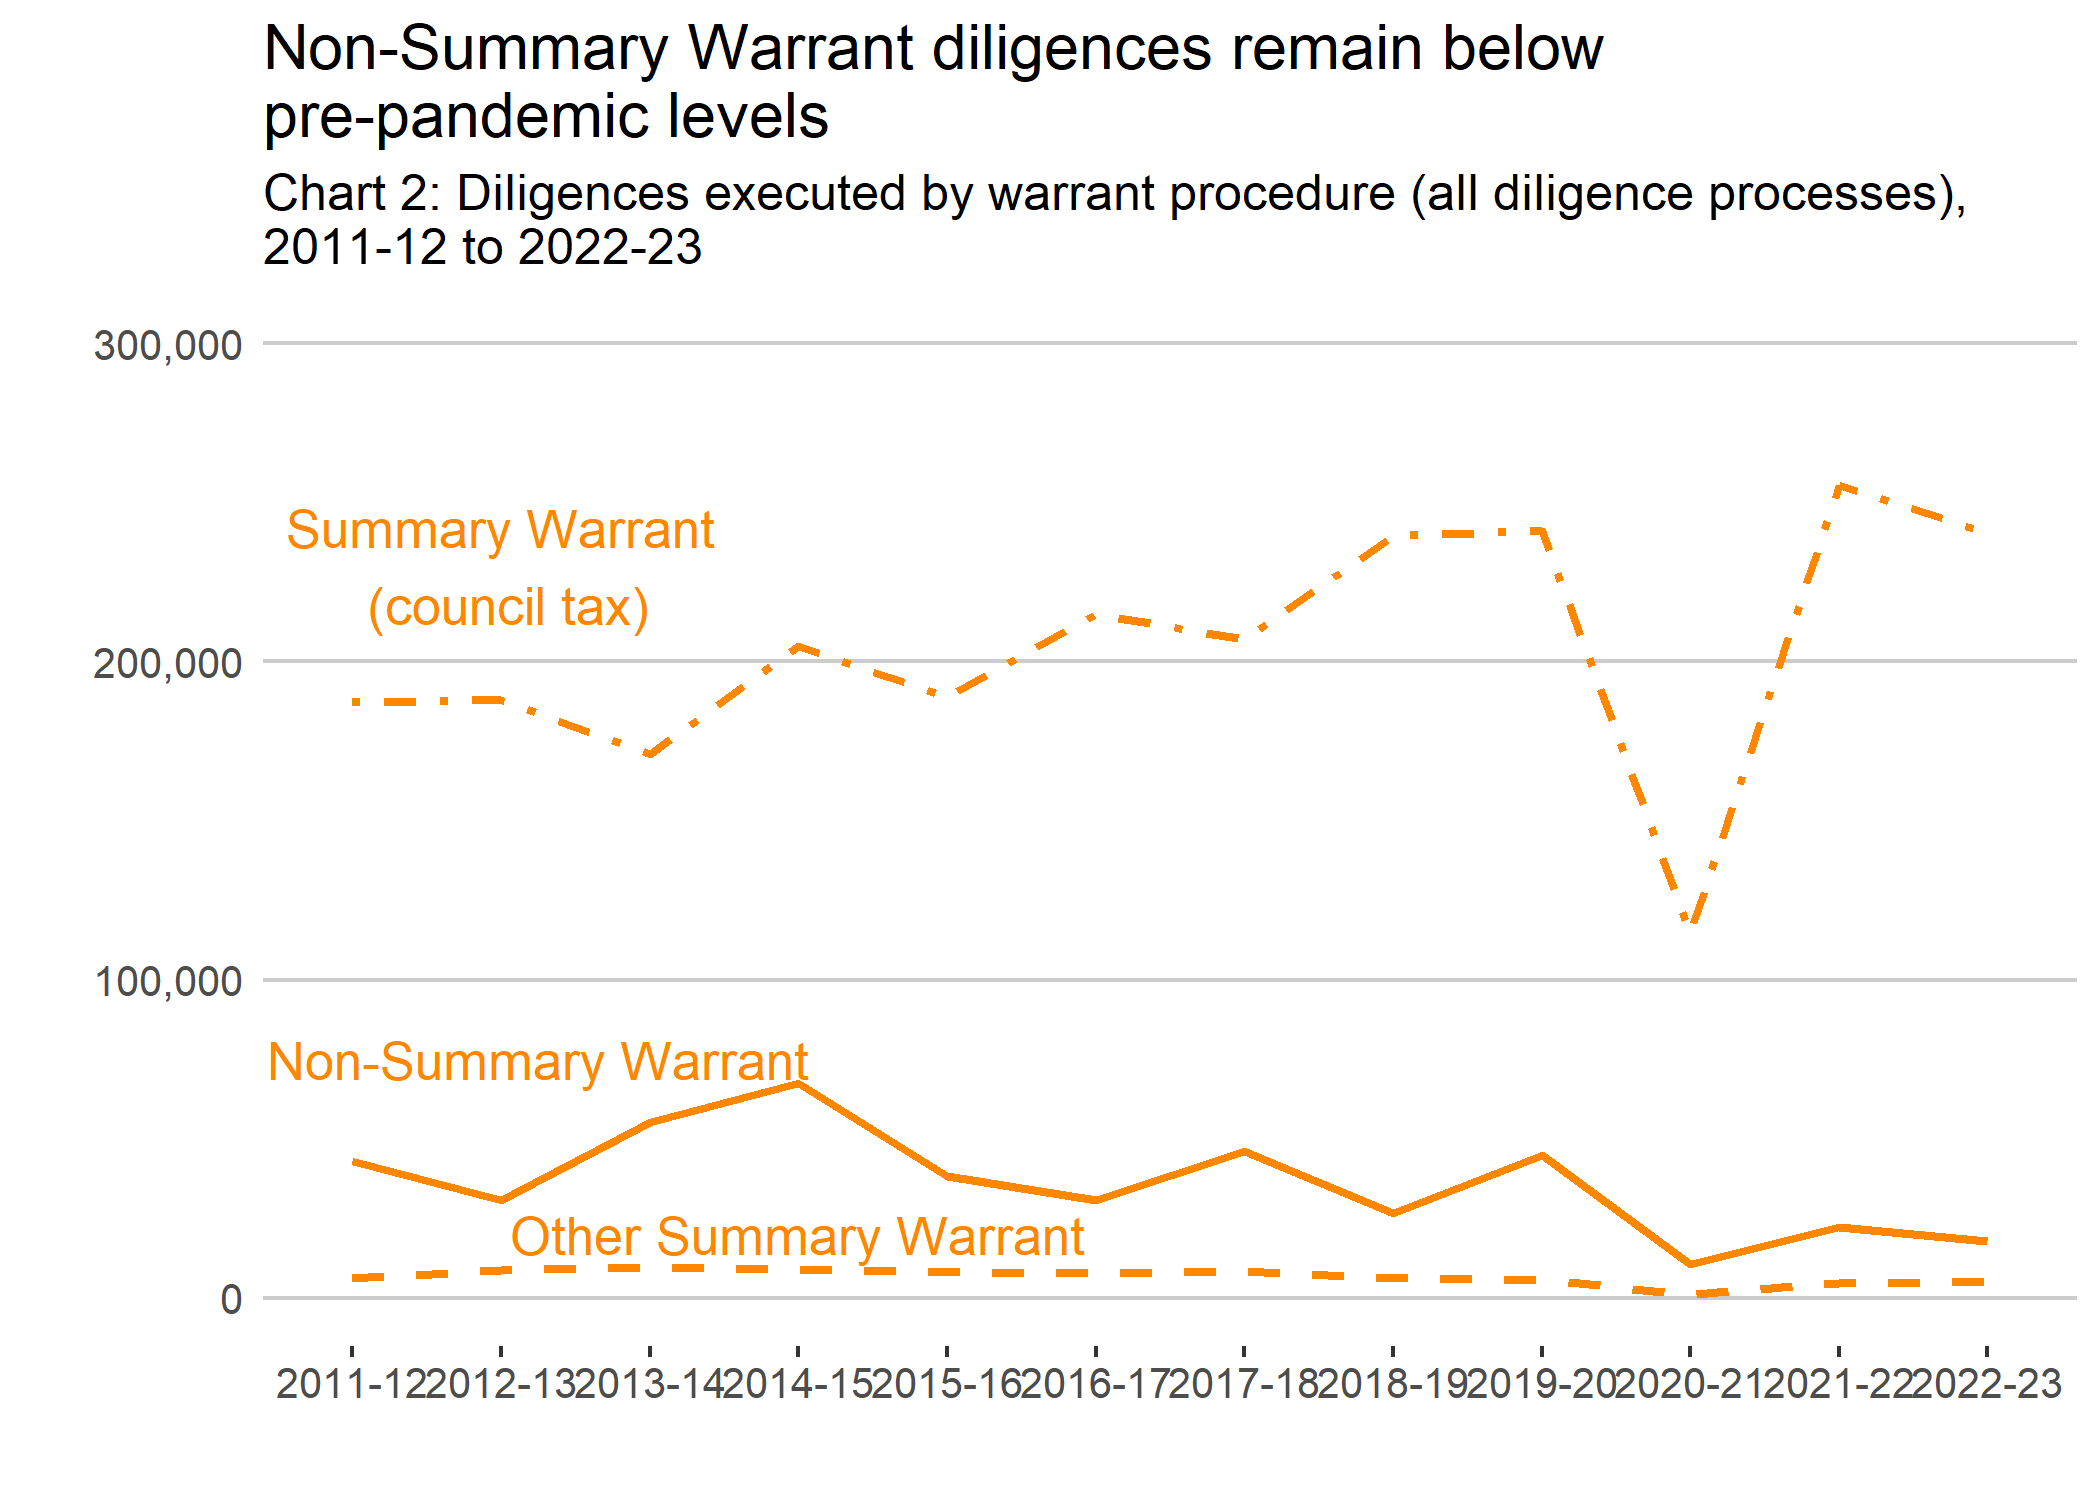 Non-Summary Warrant diligences remain below
pre-pandemic levels
Chart 2: Diligences executed by warrant procedure (all diligence processes),
2011-12 to 2022-23
300,000
Summary Warrant
(council tax)
200,000
100,000
Non-Summary Warrant
Other Summary Warrant
0
2011-12 2012-13 2013-14 2014-15 2015-16 2016-17 2017-18 2018-19 2019-20 2020-21 2021-22 2022-23